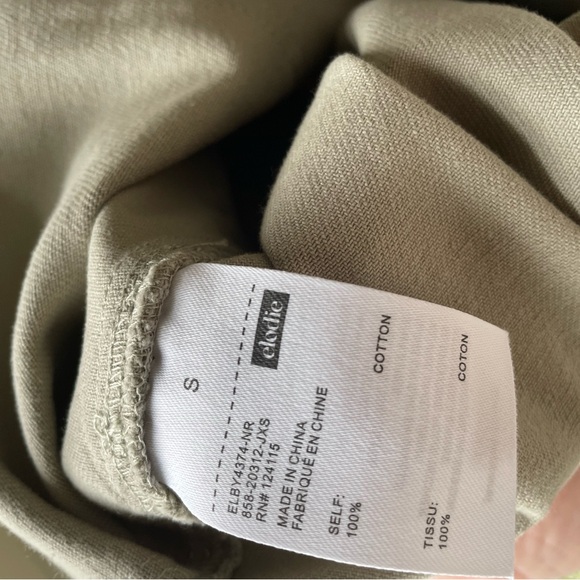 S
elodie
ELBY4374-NR
858-20312-JXS
RN# 124115
MADE IN CHINA
FABRIQUÉ EN CHINE
SELF:
100% COTTON
TISSU:
100% COTON